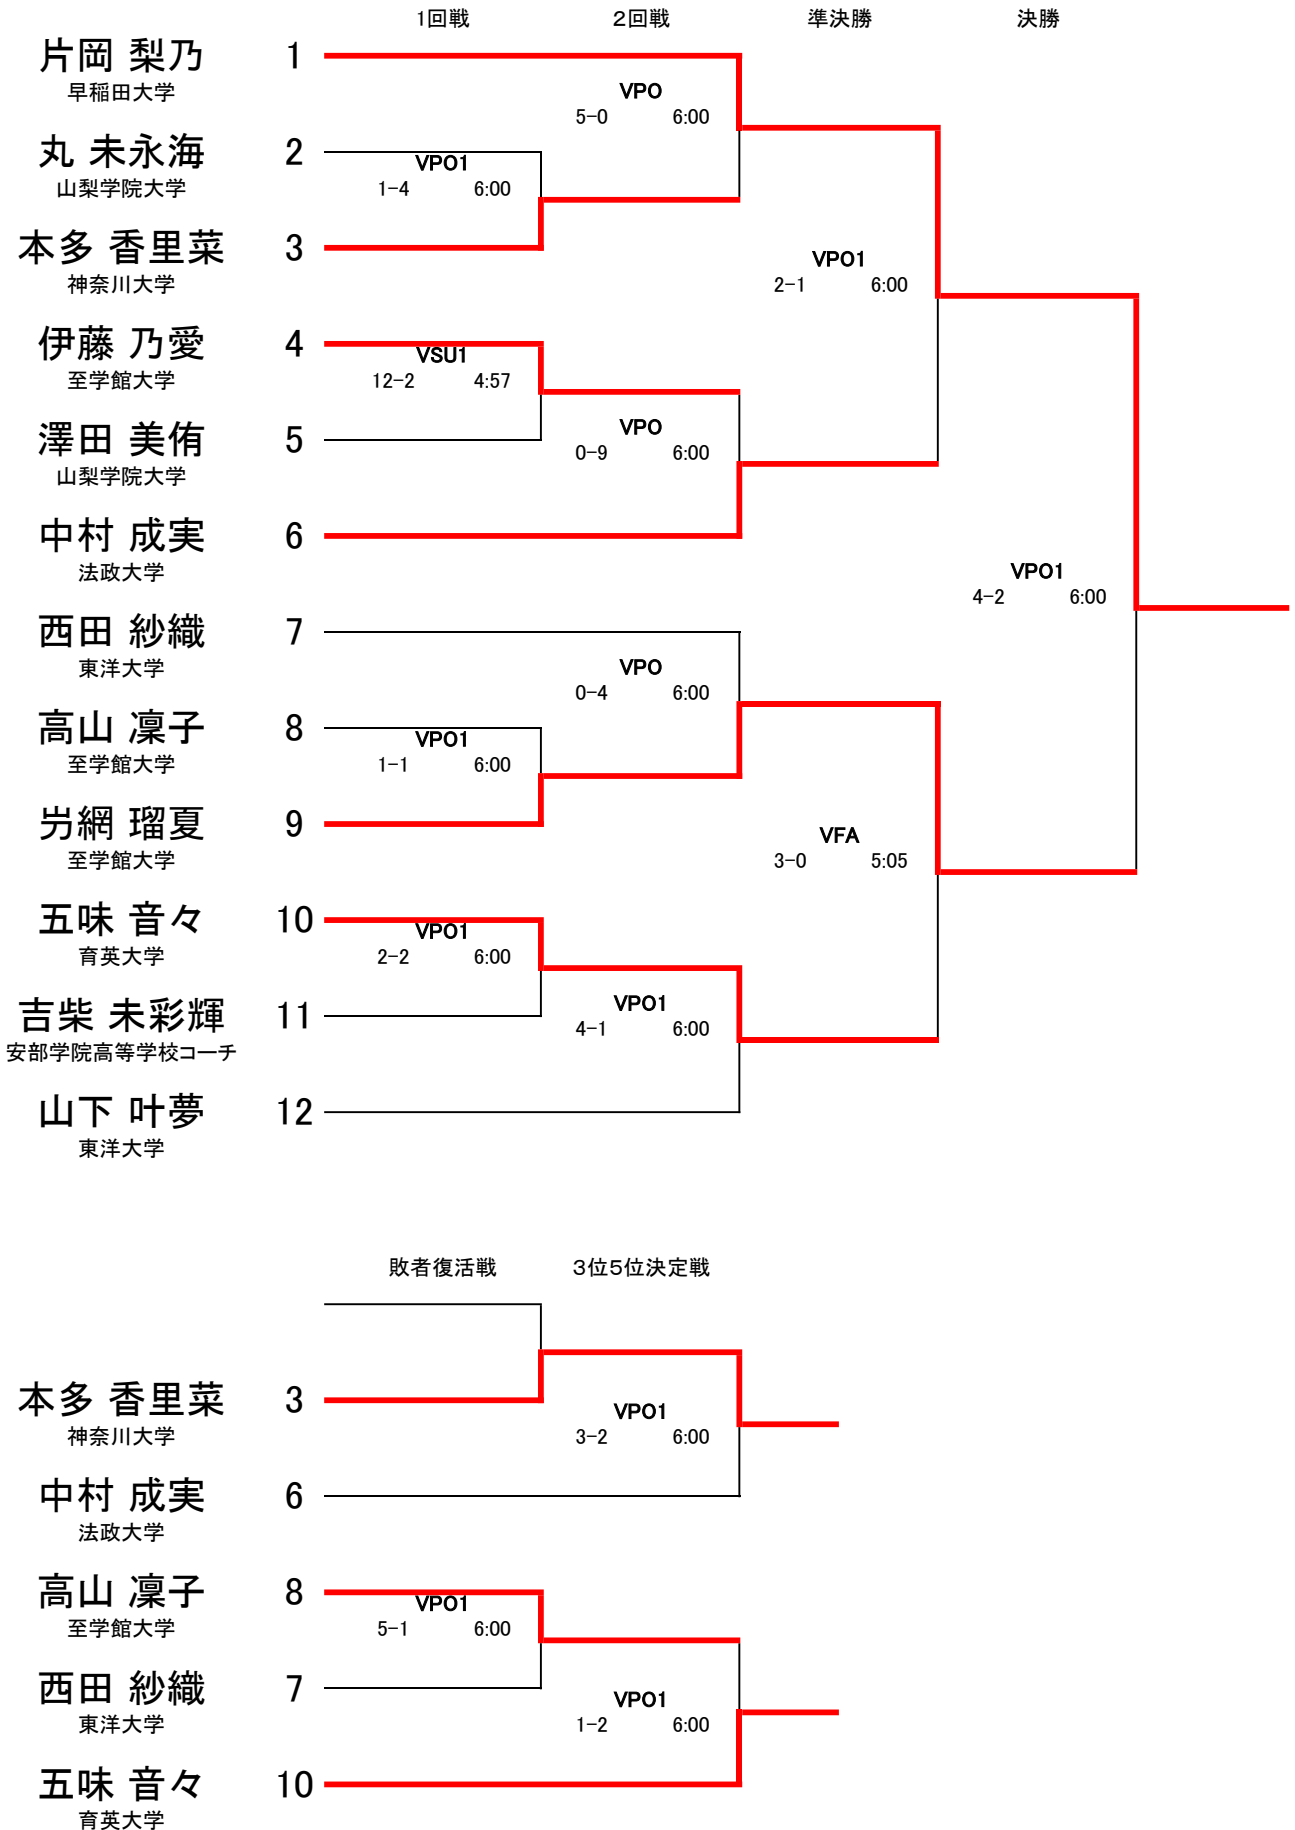 1回戦 2回戦 準決勝 決勝
片岡 梨乃 1
早稲田大学
VPO
5-0 6:00
丸 未永海 2
山梨学院大学
VPO1
1-4 6:00
本多 香里菜 3
神奈川大学
VPO1
2-1 6:00
伊藤 乃愛 4
至学館大学
VSU1
12-2 4:57
澤田 美侑 5
山梨学院大学
VPO
0-9 6:00
中村 成実 6
法政大学
VPO1
4-2 6:00
西田 紗織 7
東洋大学
VPO
0-4 6:00
高山 凜子 8
至学館大学
VPO1
1-1 6:00
屶網 瑠夏 9
至学館大学
VFA
3-0 5:05
五味 音々 10
育英大学
VPO1
2-2 6:00
吉柴 未彩輝 11
安部学院高等学校コーチ
VPO1
4-1 6:00
山下 叶夢 12
東洋大学
敗者復活戦 3位5位決定戦
本多 香里菜 3
神奈川大学
VPO1
3-2 6:00
中村 成実 6
法政大学
高山 凜子 8
至学館大学
VPO1
5-1 6:00
西田 紗織 7
東洋大学
VPO1
1-2 6:00
五味 音々 10
育英大学